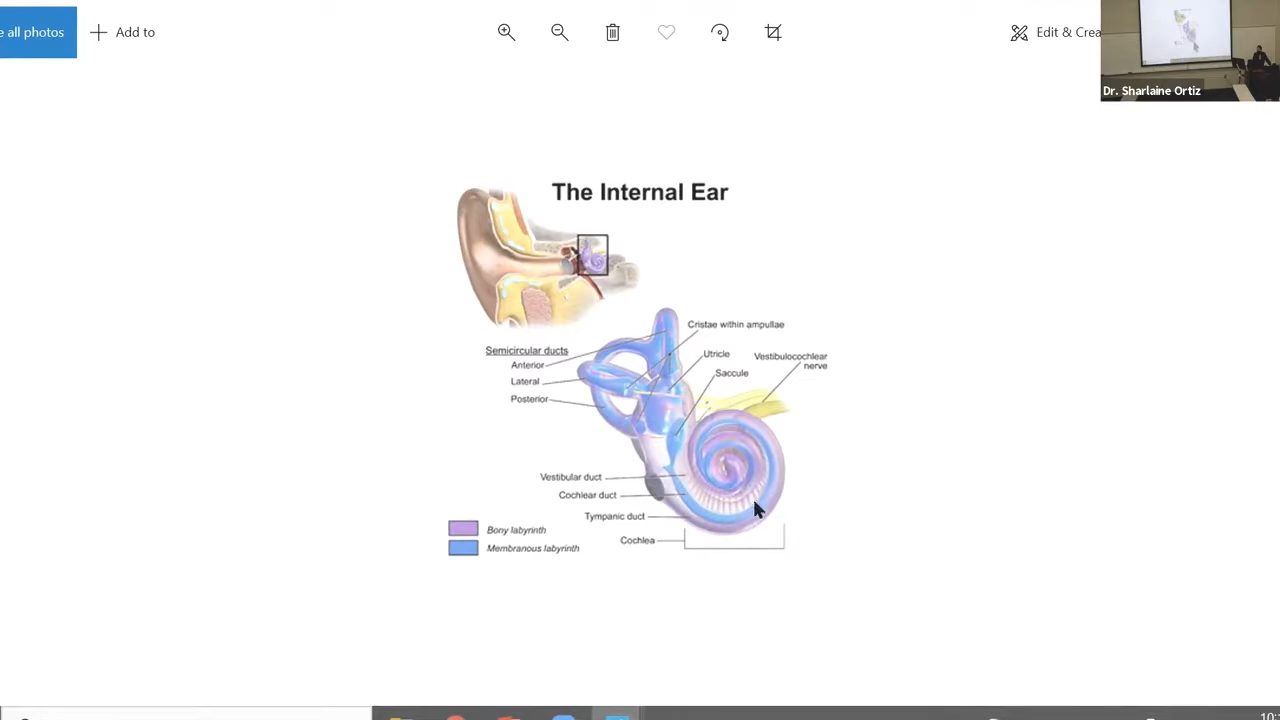 e all photos
Add to
Edit & Crea
Dr. Sharlaine Ortiz
The Internal Ear
Cristae within ampullae
Semicircular ducts
Anterior
Lateral
Posterior
Utricle
Saccule
Vestibulocochlear
nerve
Vestibular duct
Cochlear duct
Tympanic duct
Cochlea
Bony labyrinth
Membranous labyrinth